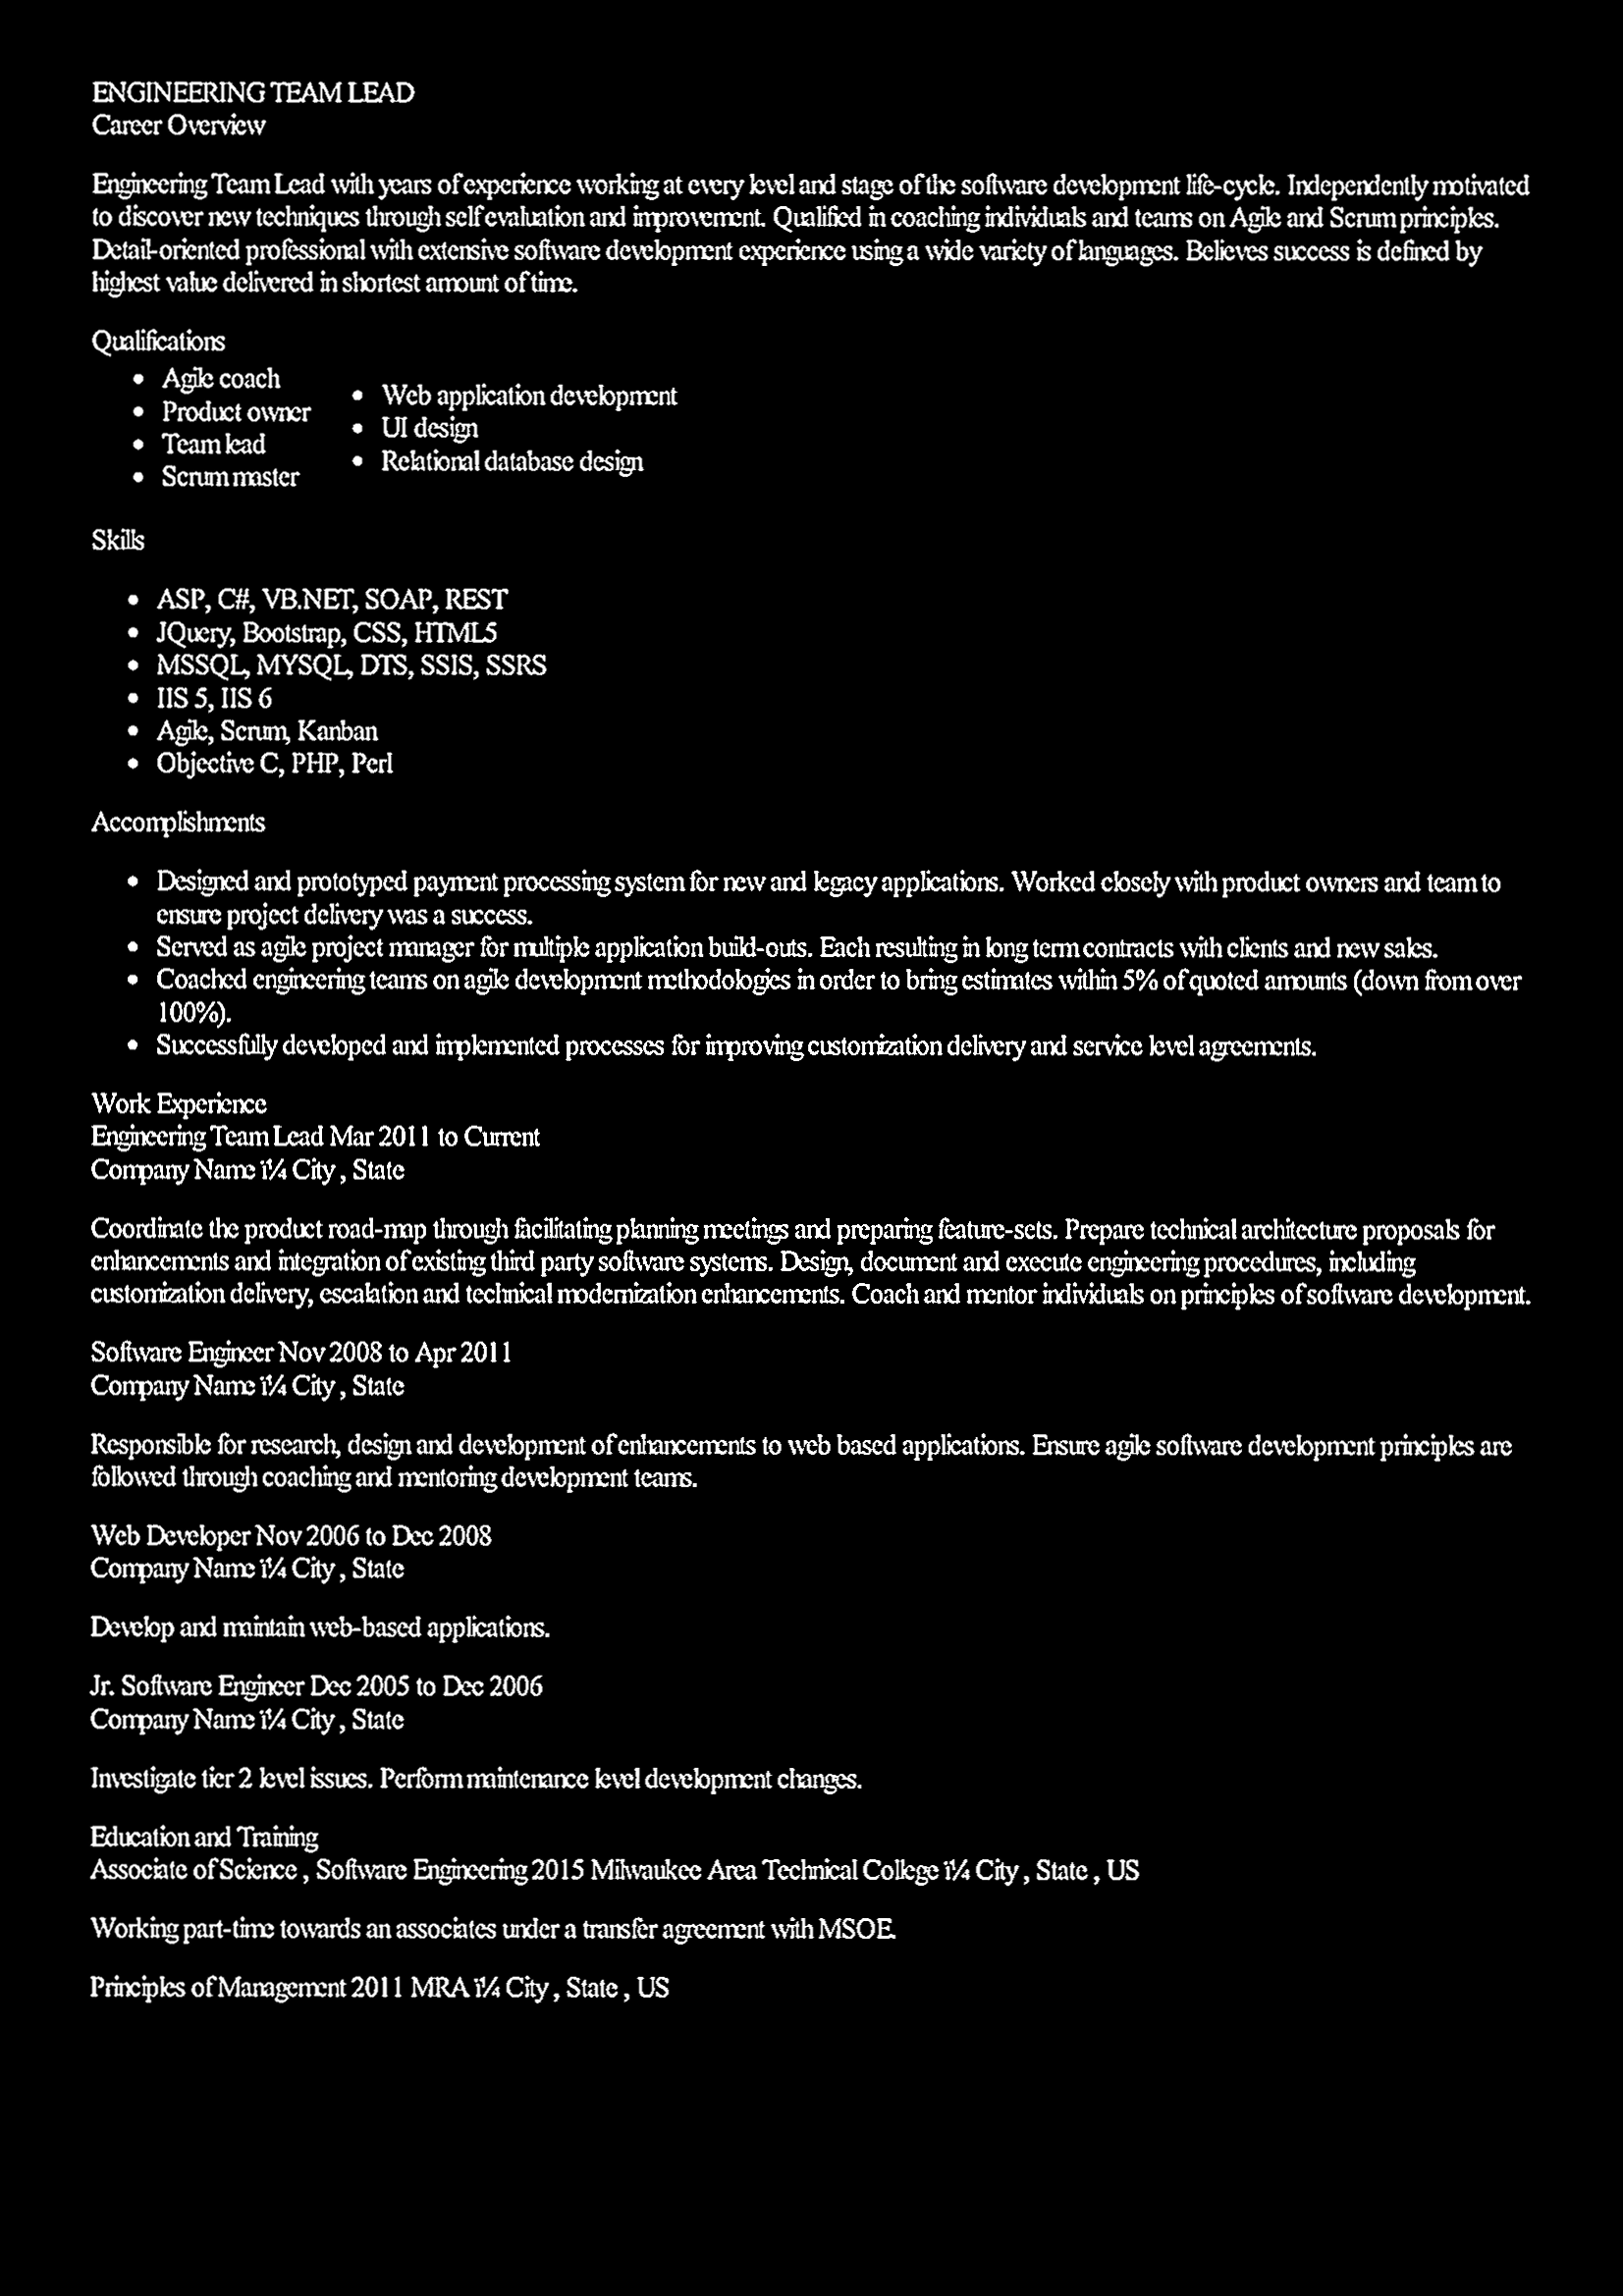 ENGINEERING TEAM LEAD
Career Overview
Engineering Team Lead with years of experience working at every level and stage of the software development life-cycle. Independently motivated
to discover new techniques through self evaluation and improvement. Qualified in coaching individuals and teams on Agile and Scrum principles.
Detail-oriented professional with extensive software development experience using a wide variety of languages. Believes success is defined by
highest value delivered in shortest amount of time.
Qualifications
• Agile coach
• Product owner
• Team lead
• Scrum master
• Web application development
• UI design
• Relational database design
Skills
• ASP, C#, VB.NET, SOAP, REST
• JQuery, Bootstrap, CSS, HTML5
• MSSQL, MYSQL, DTS, SSIS, SSRS
• IIS 5, IIS 6
• Agile, Scrum, Kanban
• Objective C, PHP, Perl
Accomplishments
• Designed and prototyped payment processing system for new and legacy applications. Worked closely with product owners and team to
ensure project delivery was a success.
• Served as agile project manager for multiple application build-outs. Each resulting in long term contracts with clients and new sales.
• Coached engineering teams on agile development methodologies in order to bring estimates within 5% of quoted amounts (down from over
100%).
• Successfully developed and implemented processes for improving customization delivery and service level agreements.
Work Experience
Engineering Team Lead Mar 2011 to Current
Company Name ï¼ City , State
Coordinate the product road-map through facilitating planning meetings and preparing feature-sets. Prepare technical architecture proposals for
enhancements and integration of existing third party software systems. Design, document and execute engineering procedures, including
customization delivery, escalation and technical modernization enhancements. Coach and mentor individuals on principles of software development.
Software Engineer Nov 2008 to Apr 2011
Company Name ï¼ City , State
Responsible for research, design and development of enhancements to web based applications. Ensure agile software development principles are
followed through coaching and mentoring development teams.
Web Developer Nov 2006 to Dec 2008
Company Name ï¼ City , State
Develop and maintain web-based applications.
Jr. Software Engineer Dec 2005 to Dec 2006
Company Name ï¼ City , State
Investigate tier 2 level issues. Perform maintenance level development changes.
Education and Training
Associate of Science , Software Engineering 2015 Milwaukee Area Technical College ï¼ City , State , US
Working part-time towards an associates under a transfer agreement with MSOE.
Principles of Management 2011 MRA ï¼ City , State , US